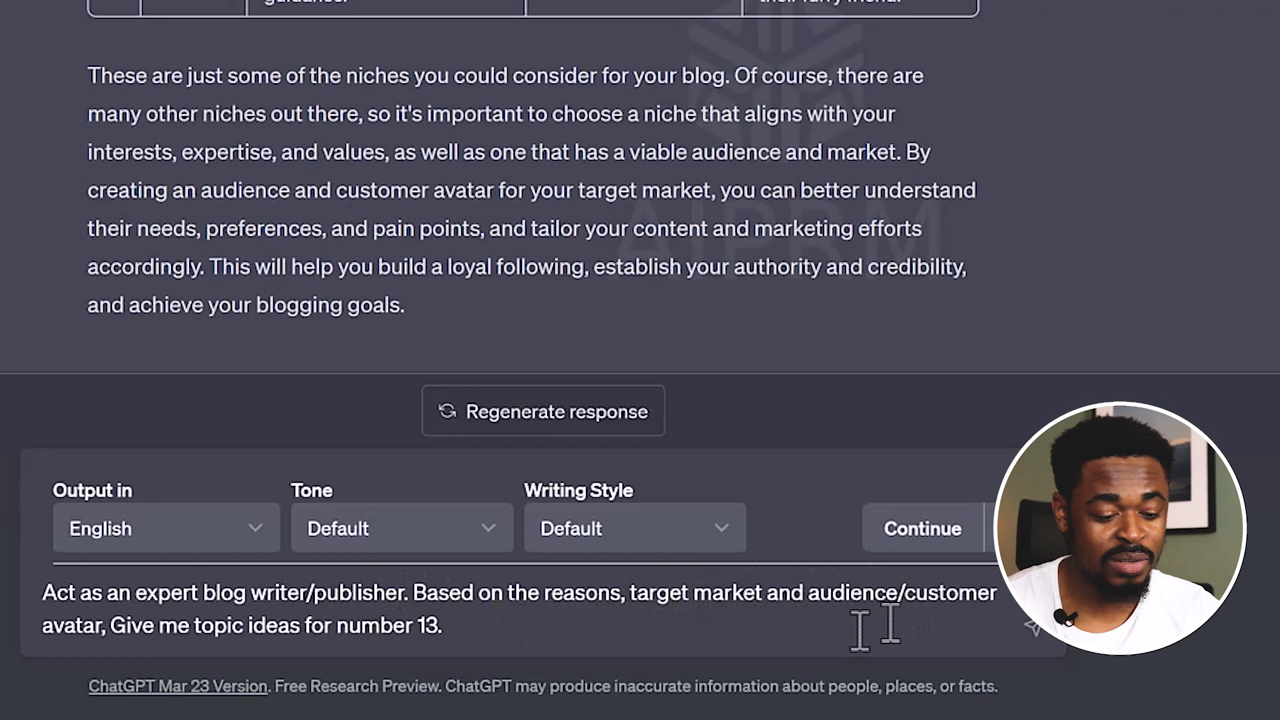 guidance.
their furry friend.
These are just some of the niches you could consider for your blog. Of course, there are
many other niches out there, so it's important to choose a niche that aligns with your
interests, expertise, and values, as well as one that has a viable audience and market. By
creating an audience and customer avatar for your target market, you can better understand
their needs, preferences, and pain points, and tailor your content and marketing efforts
accordingly. This will help you build a loyal following, establish your authority and credibility,
and achieve your blogging goals.
AIPRM
Regenerate response
Output in
Tone
Writing Style
English
Default
Default
Continue
Act as an expert blog writer/publisher. Based on the reasons, target market and audience/customer
avatar, Give me topic ideas for number 13.
ChatGPT Mar 23 Version. Free Research Preview. ChatGPT may produce inaccurate information about people, places, or facts.